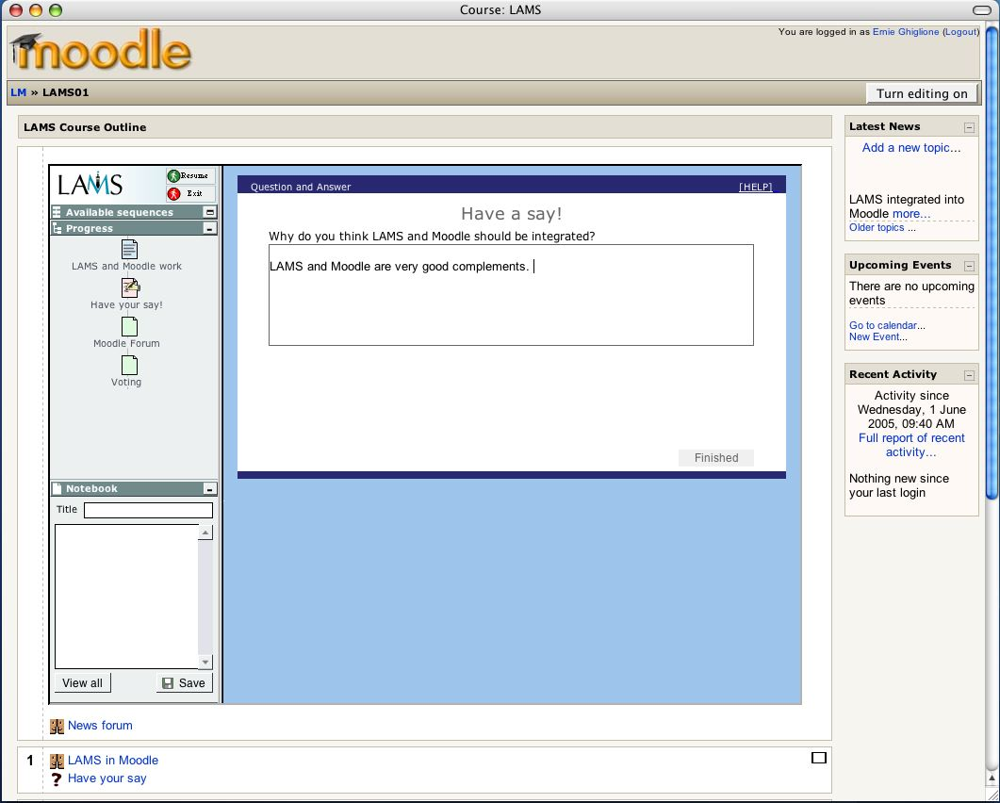 Course: LAMS
moodle
You are logged in as Ernie Ghiglione (Logout)
LM » LAMS01
Turn editing on
LAMS Course Outline
LAMS
Resume
Exit
Available sequences
Progress
LAMS and Moodle work
Have your say!
Moodle Forum
Voting
Notebook
Title
View all
Save
Question and Answer
[HELP]
Have a say!
Why do you think LAMS and Moodle should be integrated?
LAMS and Moodle are very good complements.
Finished
News forum
1
LAMS in Moodle
Have your say
Latest News
Add a new topic...
LAMS integrated into
Moodle more...
Older topics ...
Upcoming Events
There are no upcoming
events
Go to calendar...
New Event...
Recent Activity
Activity since
Wednesday, 1 June
2005, 09:40 AM
Full report of recent
activity...
Nothing new since
your last login